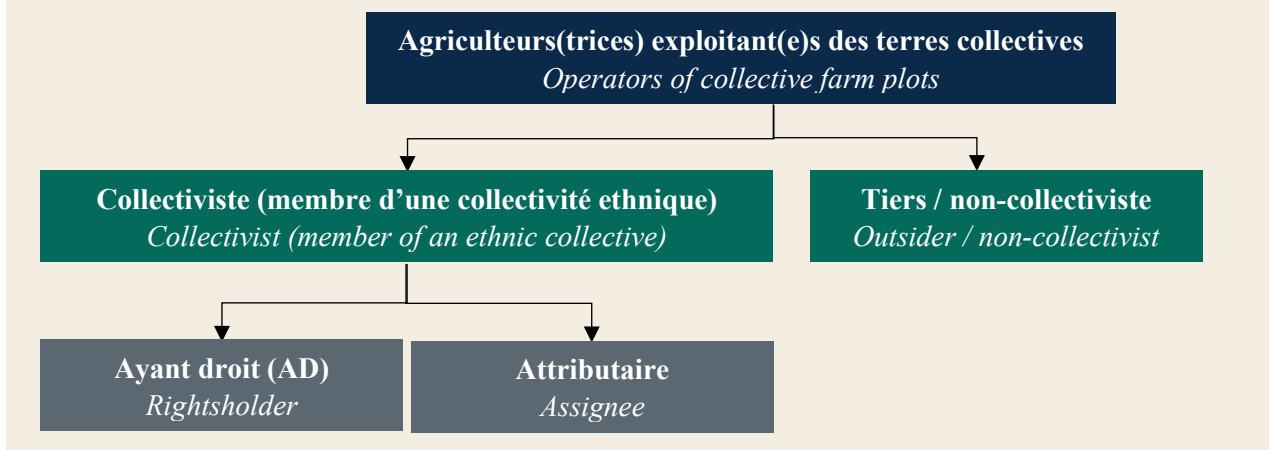 Agriculteurs(trices) exploitant(e)s des terres collectives
Operators of collective farm plots
Collectiviste (membre d’une collectivité ethnique)
Collectivist (member of an ethnic collective)
Tiers / non-collectiviste
Outsider / non-collectivist
Ayant droit (AD)
Rightsholder
Attributaire
Assignee